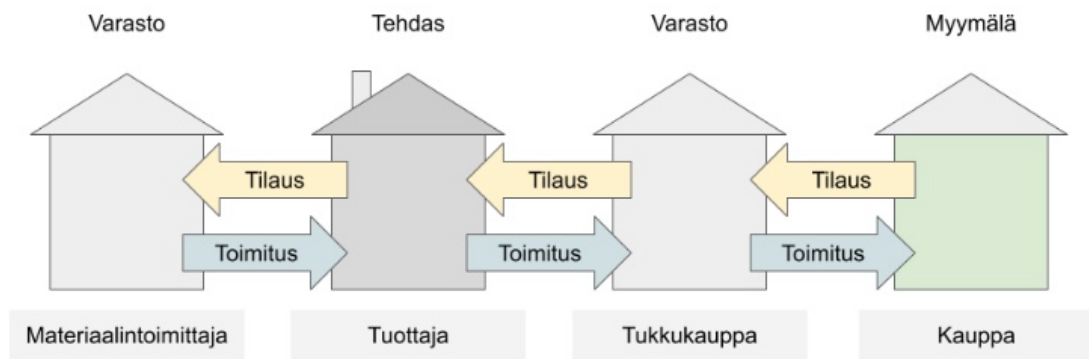 Varasto
Tehdas
Varasto
Myymälä
Tilaus
Tilaus
Tilaus
Toimitus
Toimitus
Toimitus
Materiaalintoimittaja
Tuottaja
Tukkukauppa
Kauppa